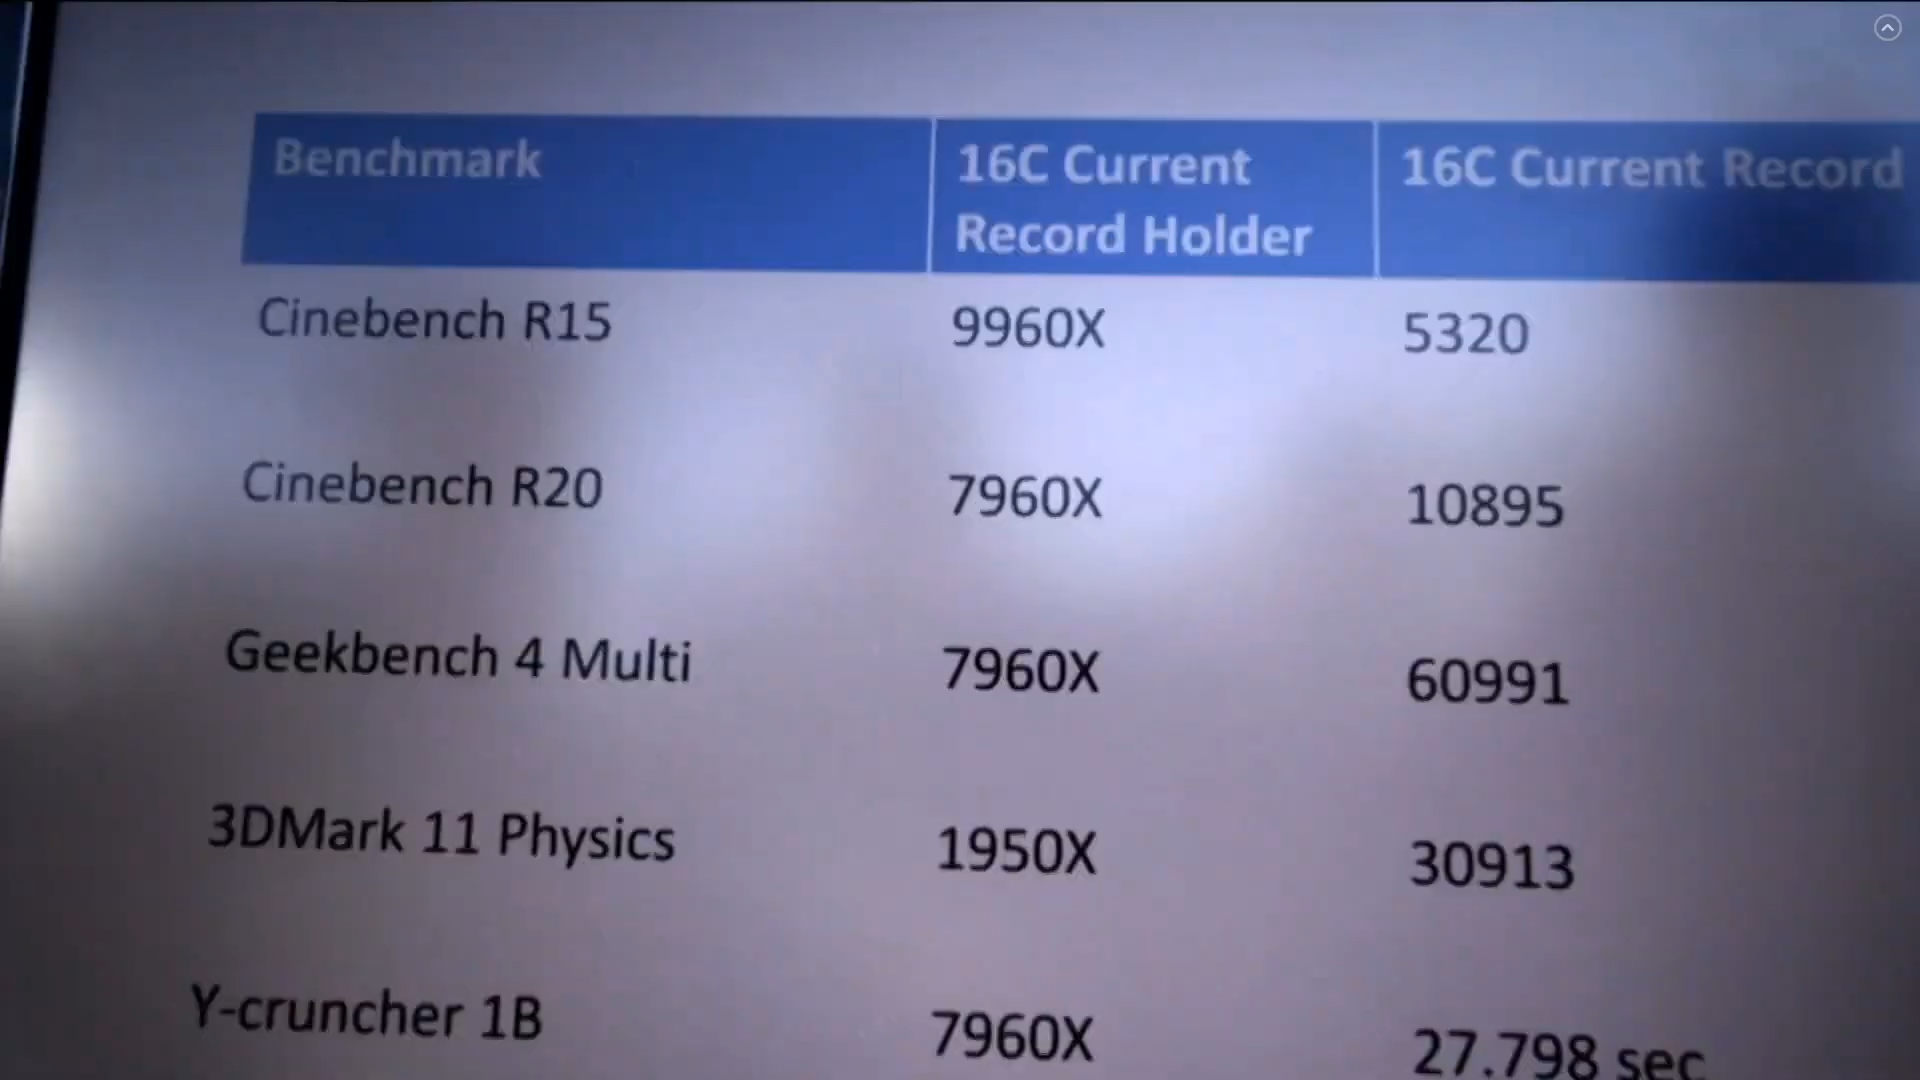 Benchmark 16C Current Record Holder 16C Current Record
Cinebench R15 9960X 5320
Cinebench R20 7960X 10895
Geekbench 4 Multi 7960X 60991
3DMark 11 Physics 1950X 30913
Y-cruncher 1B 7960X 27.798 sec